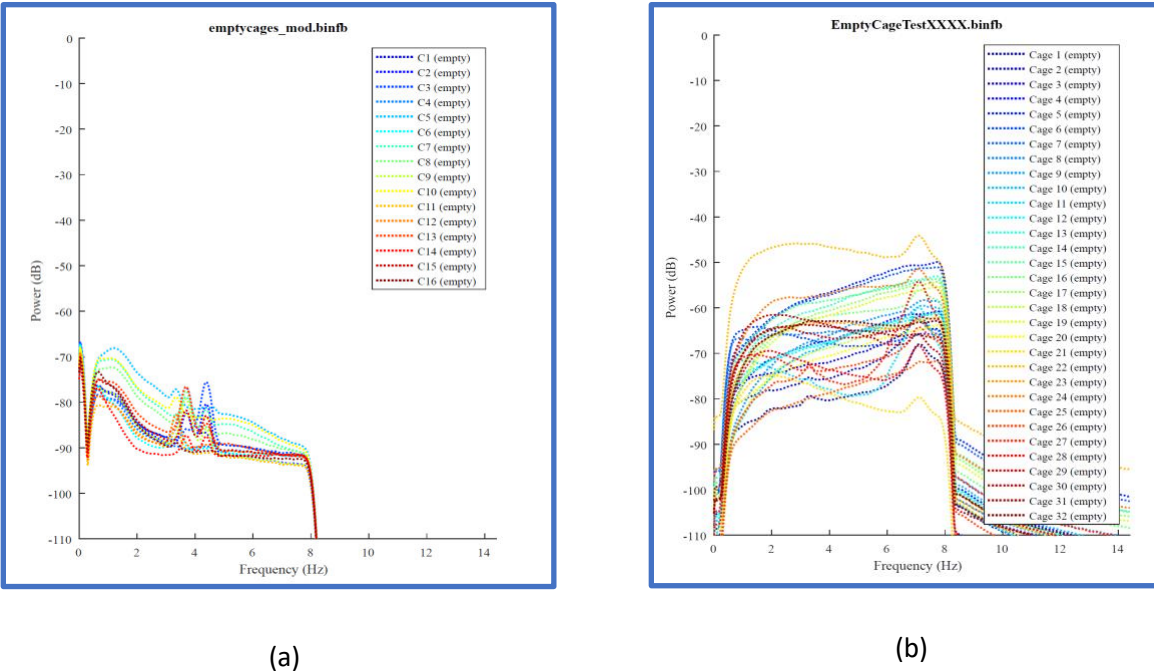 emptycages_mod.binfb
0
-10
-20
-30
-40
-50
-60
-70
-80
-90
-100
-110
Power (dB)
C1 (empty)
C2 (empty)
C3 (empty)
C4 (empty)
C5 (empty)
C6 (empty)
C7 (empty)
C8 (empty)
C9 (empty)
C10 (empty)
C11 (empty)
C12 (empty)
C13 (empty)
C14 (empty)
C15 (empty)
C16 (empty)
0 2 4 6 8 10 12 14
Frequency (Hz)
(a)
EmptyCageTestXXXX.binfb
0
-10
-20
-30
-40
-50
-60
-70
-80
-90
-100
-110
Power (dB)
Cage 1 (empty)
Cage 2 (empty)
Cage 3 (empty)
Cage 4 (empty)
Cage 5 (empty)
Cage 6 (empty)
Cage 7 (empty)
Cage 8 (empty)
Cage 9 (empty)
Cage 10 (empty)
Cage 11 (empty)
Cage 12 (empty)
Cage 13 (empty)
Cage 14 (empty)
Cage 15 (empty)
Cage 16 (empty)
Cage 17 (empty)
Cage 18 (empty)
Cage 19 (empty)
Cage 20 (empty)
Cage 21 (empty)
Cage 22 (empty)
Cage 23 (empty)
Cage 24 (empty)
Cage 25 (empty)
Cage 26 (empty)
Cage 27 (empty)
Cage 28 (empty)
Cage 29 (empty)
Cage 30 (empty)
Cage 31 (empty)
Cage 32 (empty)
0 2 4 6 8 10 12 14
Frequency (Hz)
(b)